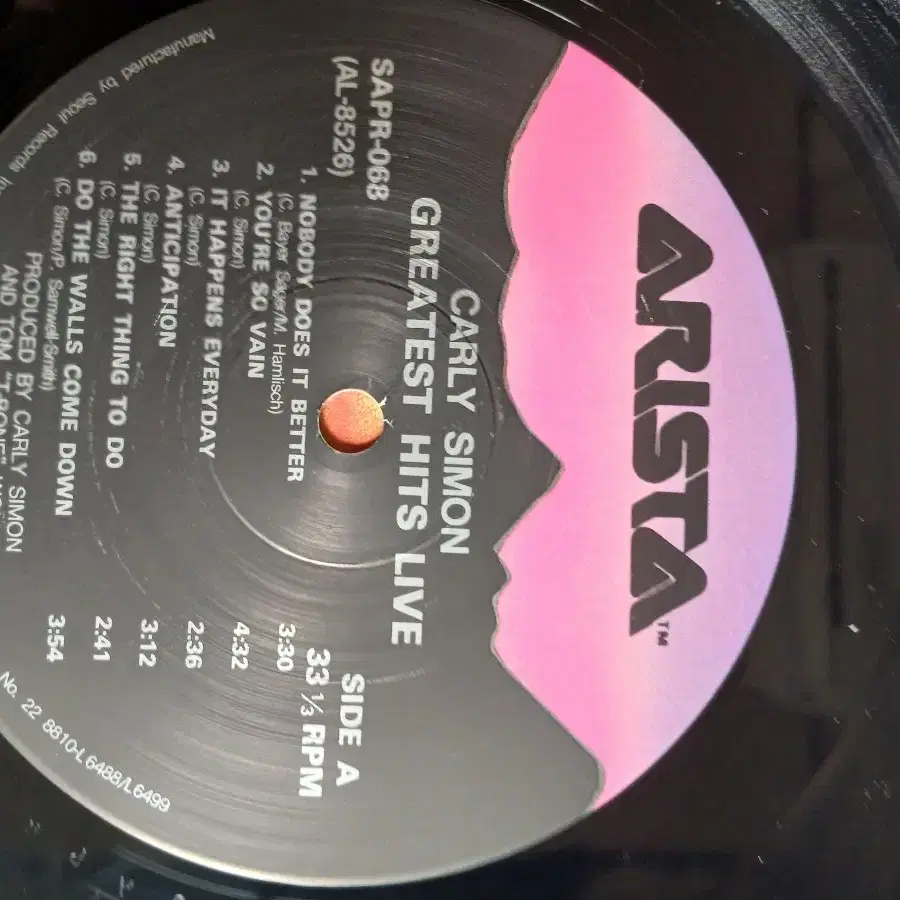 ARISTA™
CARLY SIMON
GREATEST HITS LIVE
SAPR-068
(AL-8526)
SIDE A
33⅓ RPM
1. NOBODY DOES IT BETTER 3:30
(C. Bayer Sager/M. Hamlisch)
2. YOU'RE SO VAIN 4:32
(C. Simon)
3. IT HAPPENS EVERYDAY 2:36
(C. Simon)
4. ANTICIPATION 3:12
(C. Simon)
5. THE RIGHT THING TO DO 2:41
(C. Simon)
6. DO THE WALLS COME DOWN 3:54
(C. Simon/P. Samwell-Smith)
PRODUCED BY CARLY SIMON
AND TOM "T-BONE"
Manufactured by Seoul Records
No. 22 8810-L6488/L6499